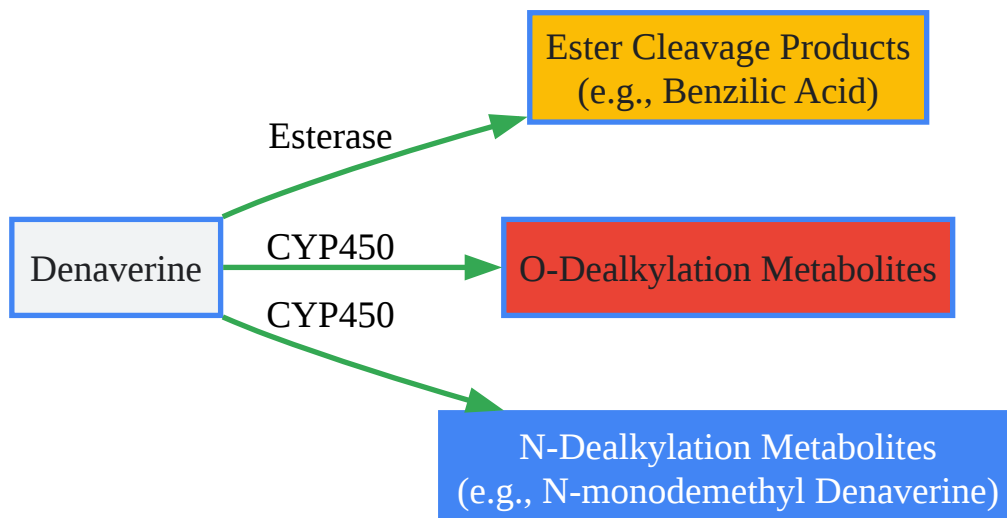 Ester Cleavage Products
(e.g., Benzilic Acid)
Esterase
Denaverine
CYP450
O-Dealkylation Metabolites
CYP450
N-Dealkylation Metabolites
(e.g., N-monodemethyl Denaverine)